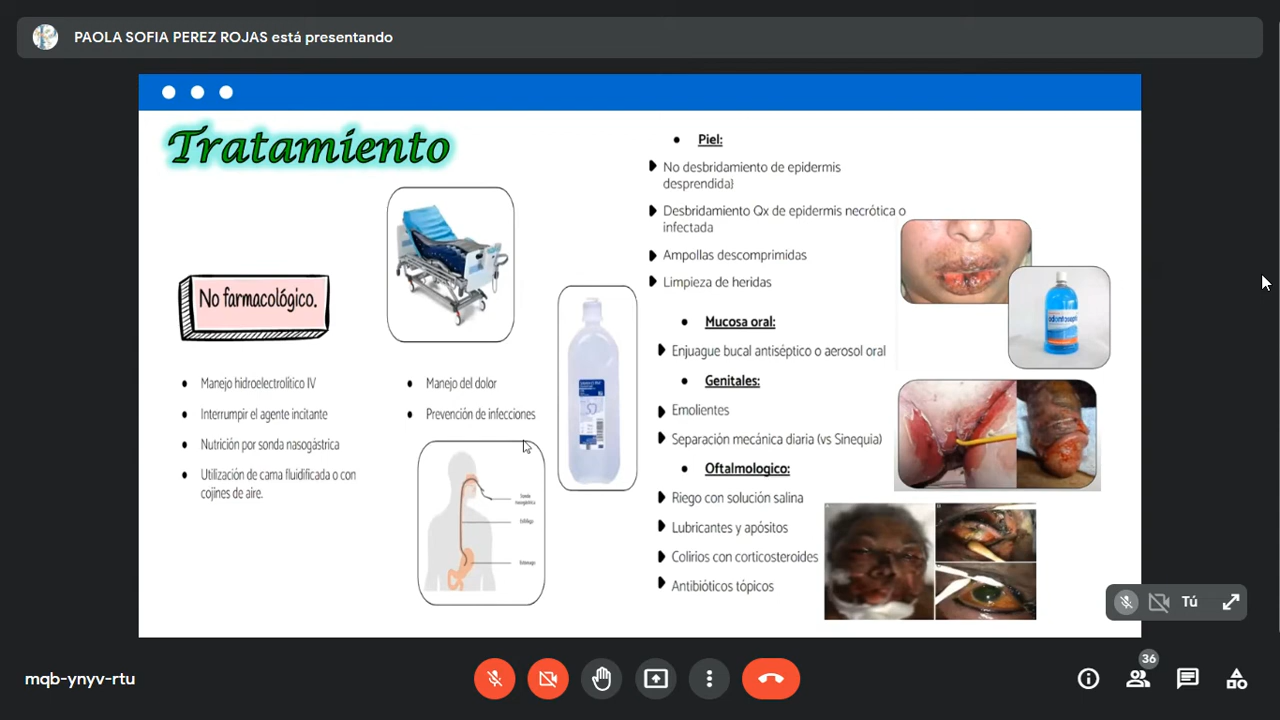 PAOLA SOFIA PEREZ ROJAS está presentando
Tratamiento
No farmacológico.
Manejo hidroelectrolítico IV
Interrumpir el agente incitante
Nutrición por sonda nasogástrica
Utilización de cama fluidificada o con
cojines de aire.
Manejo del dolor
Prevención de infecciones
Sonda
nasogástrica
Esófago
Estómago
Piel:
No desbridamiento de epidermis
desprendida}
Desbridamiento Qx de epidermis necrótica o
infectada
Ampollas descomprimidas
Limpieza de heridas
Mucosa oral:
Enjuague bucal antiséptico o aerosol oral
Genitales:
Emolientes
Separación mecánica diaria (vs Sinequia)
Oftalmologico:
Riego con solución salina
Lubricantes y apósitos
Colirios con corticosteroides
Antibióticos tópicos
Tú
mqb-ynyv-rtu
36